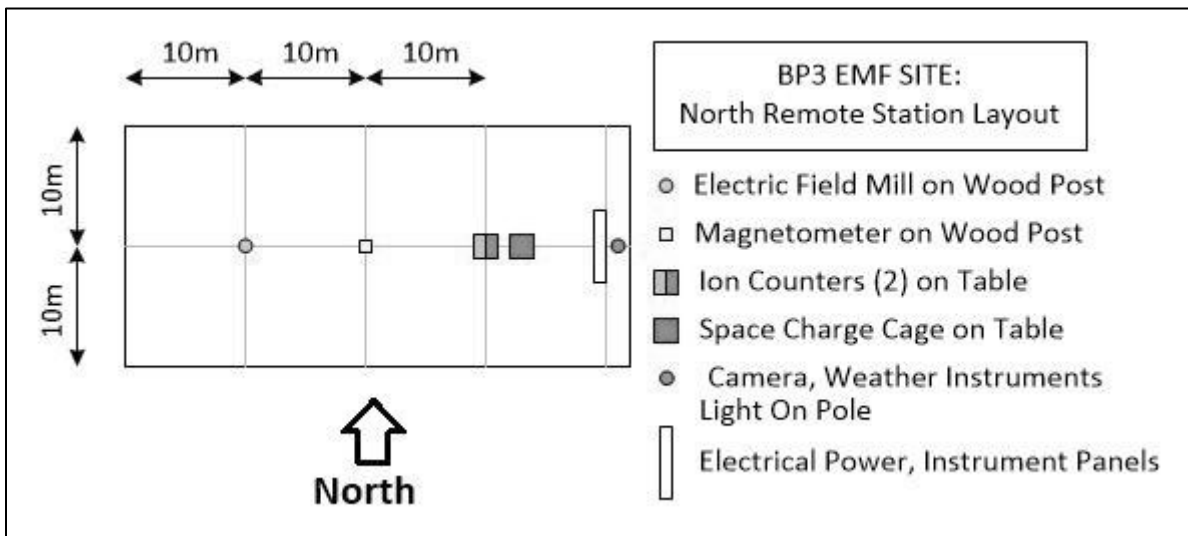 10m 10m 10m
BP3 EMF SITE:
North Remote Station Layout
10m
10m
Electric Field Mill on Wood Post
Magnetometer on Wood Post
Ion Counters (2) on Table
Space Charge Cage on Table
Camera, Weather Instruments
Light On Pole
Electrical Power, Instrument Panels
North